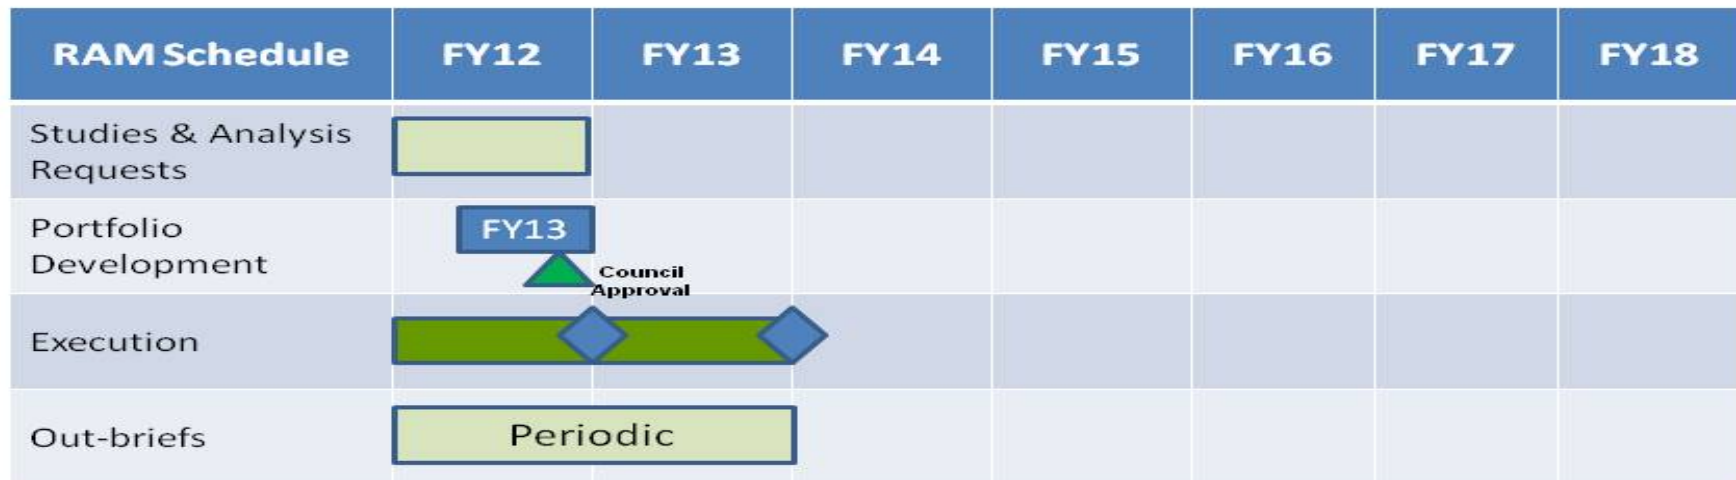 RAM Schedule FY12 FY13 FY14 FY15 FY16 FY17 FY18
Studies & Analysis
Requests
Portfolio
Development
FY13
Council
Approval
Execution
Out-briefs
Periodic